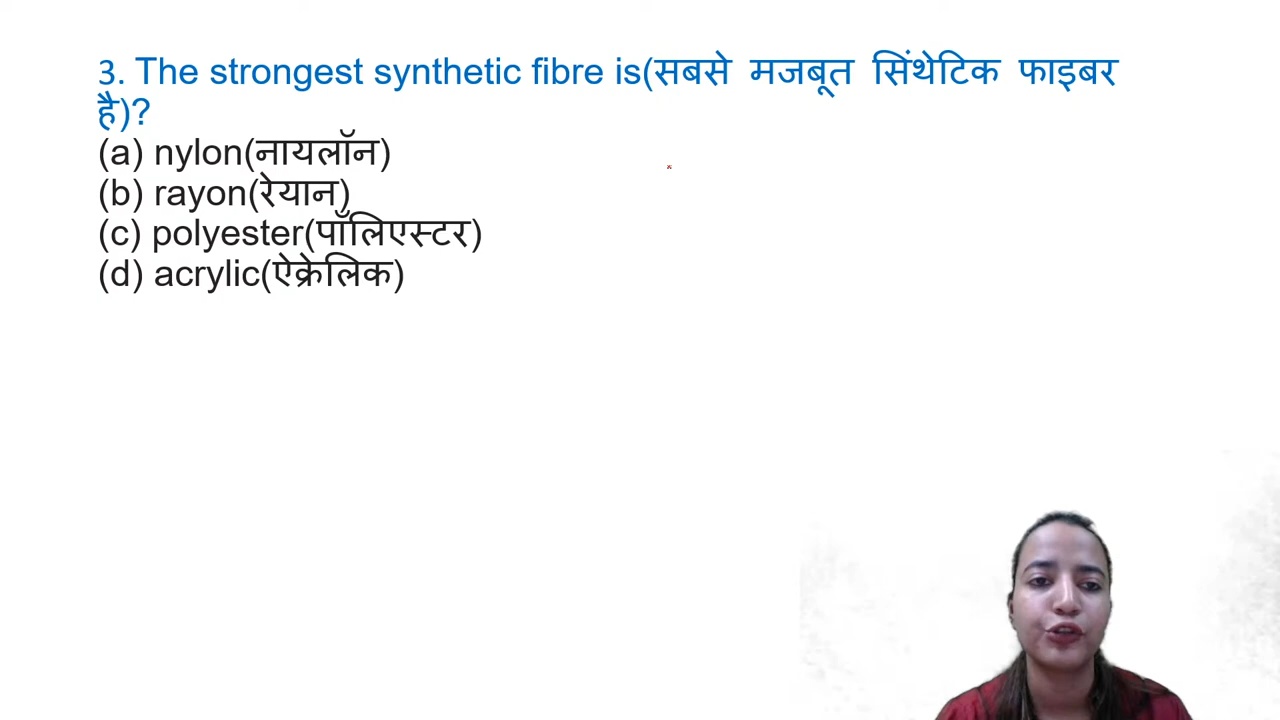 3. The strongest synthetic fibre is(सबसे मजबूत सिंथेटिक फाइबर
है)?
(a) nylon(नायलॉन)
(b) rayon(रेयान)
(c) polyester(पॉलिएस्टर)
(d) acrylic(ऐक्रेलिक)